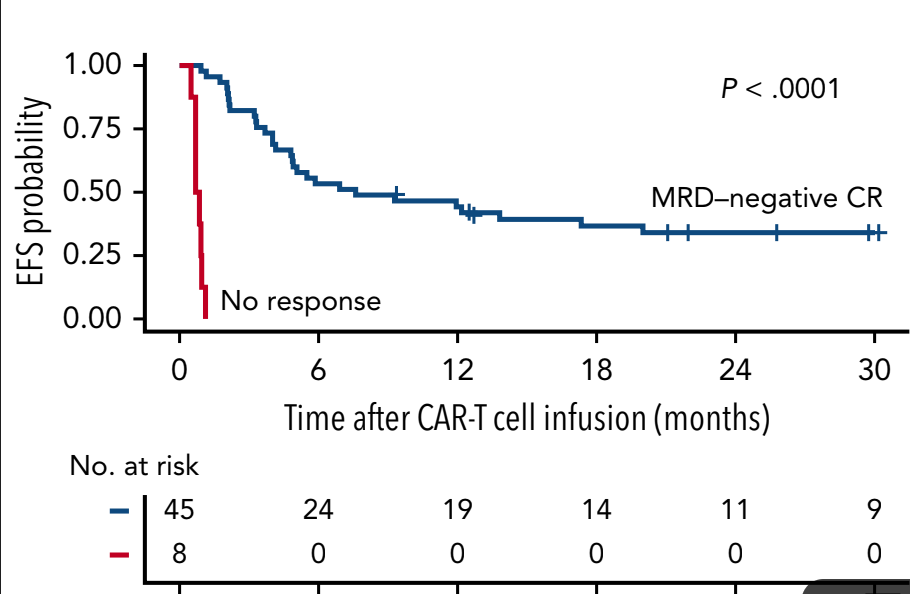 EFS probability
1.00
0.75
0.50
0.25
0.00
P < .0001
MRD–negative CR
No response
0 6 12 18 24 30
Time after CAR-T cell infusion (months)
No. at risk
45 24 19 14 11 9
8 0 0 0 0 0